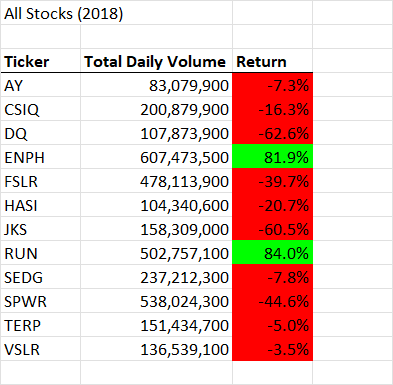 All Stocks (2018)
Ticker Total Daily Volume Return
AY 83,079,900 -7.3%
CSIQ 200,879,900 -16.3%
DQ 107,873,900 -62.6%
ENPH 607,473,500 81.9%
FSLR 478,113,900 -39.7%
HASI 104,340,600 -20.7%
JKS 158,309,000 -60.5%
RUN 502,757,100 84.0%
SEDG 237,212,300 -7.8%
SPWR 538,024,300 -44.6%
TERP 151,434,700 -5.0%
VSLR 136,539,100 -3.5%